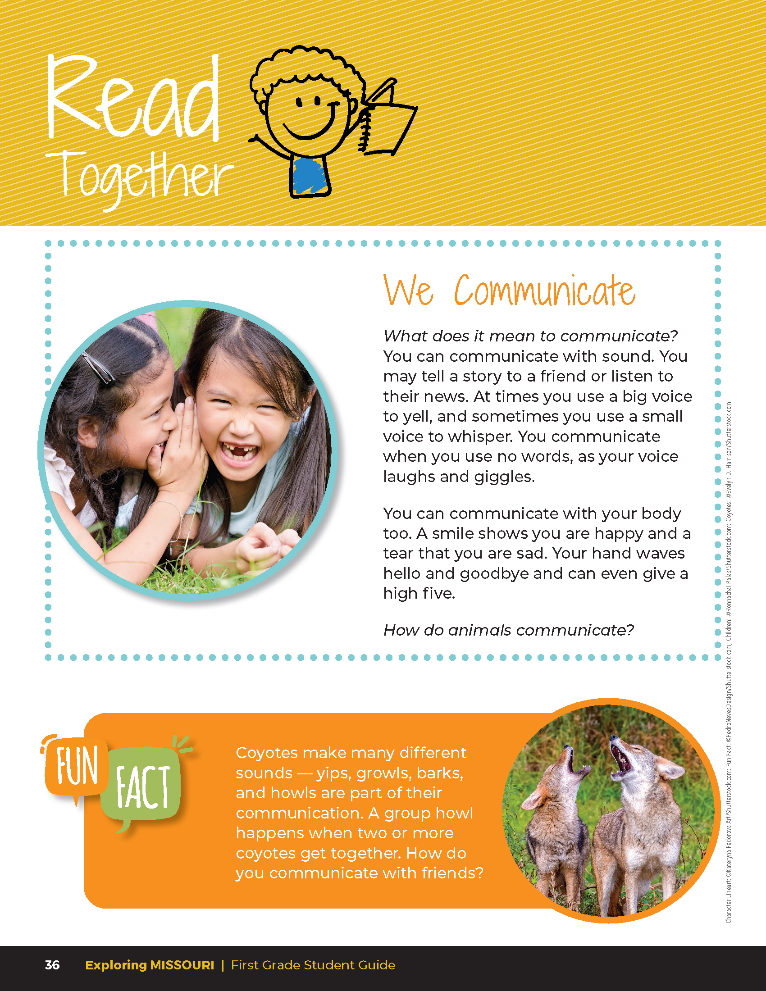 Read
Together
We Communicate
What does it mean to communicate?
You can communicate with sound. You
may tell a story to a friend or listen to
their news. At times you use a big voice
to yell, and sometimes you use a small
voice to whisper. You communicate
when you use no words, as your voice
laughs and giggles.
You can communicate with your body
too. A smile shows you are happy and a
tear that you are sad. Your hand waves
hello and goodbye and can even give a
high five.
How do animals communicate?
FUN
FACT
Coyotes make many different
sounds — yips, growls, barks,
and howls are part of their
communication. A group howl
happens when two or more
coyotes get together. How do
you communicate with friends?
36 Exploring MISSOURI | First Grade Student Guide